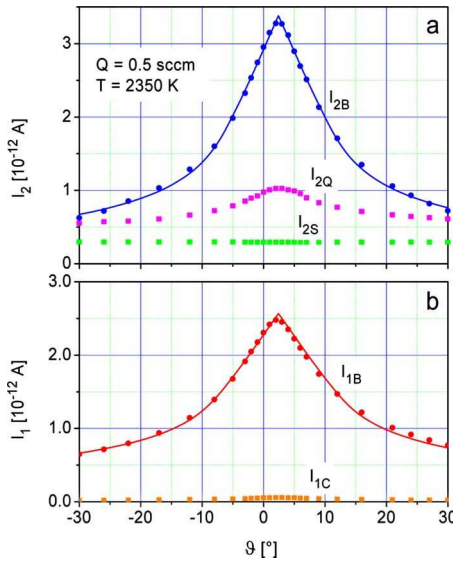 a
Q = 0.5 sccm
T = 2350 K
I2B
I2Q
I2S
I2 [10-12 A]
3
2
1
0
b
I1B
I1C
I1 [10-12 A]
3.0
2.0
1.0
0.0
-30 -20 -10 0 10 20 30
ϑ [°]